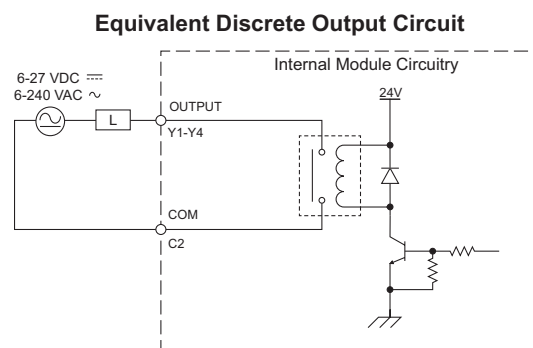 Equivalent Discrete Output Circuit
Internal Module Circuitry
6-27 VDC ⎓
6-240 VAC ∿
24V
OUTPUT
L
Y1-Y4
COM
C2